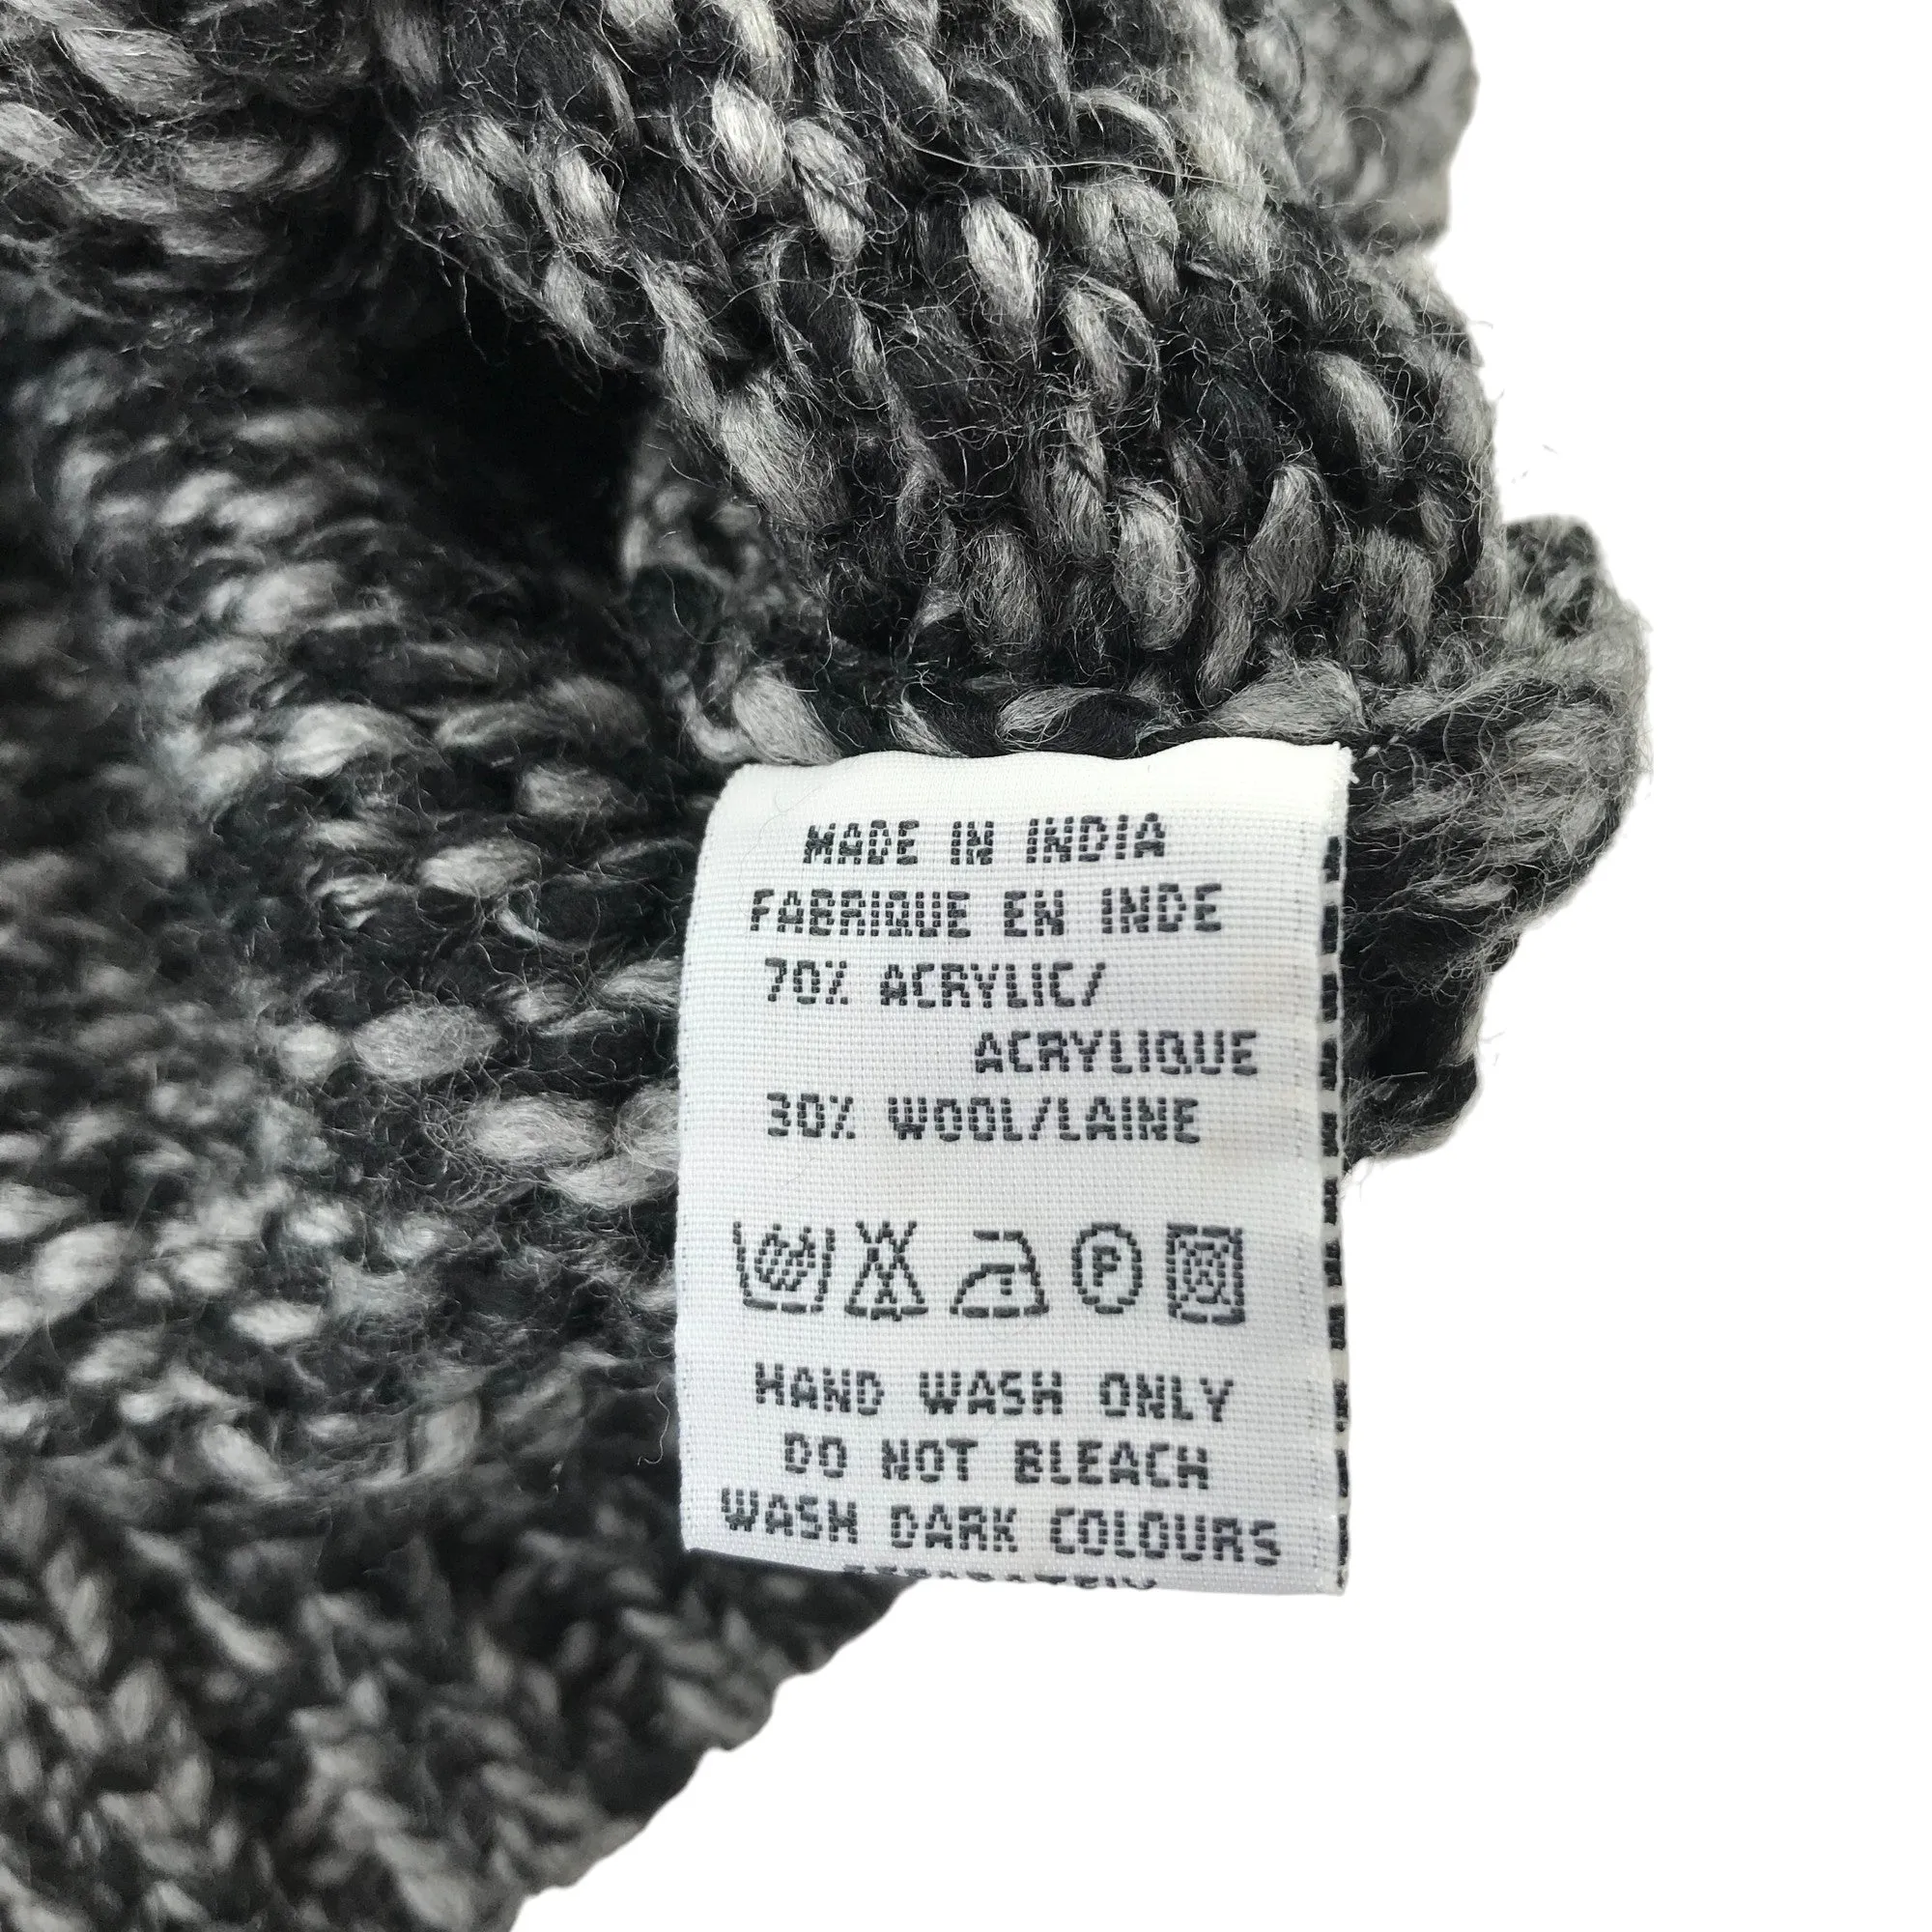 MADE IN INDIA
FABRIQUE EN INDE
70% ACRYLIC/
ACRYLIQUE
30% WOOL/LAINE
P
HAND WASH ONLY
DO NOT BLEACH
WASH DARK COLOURS
SEPARATELY